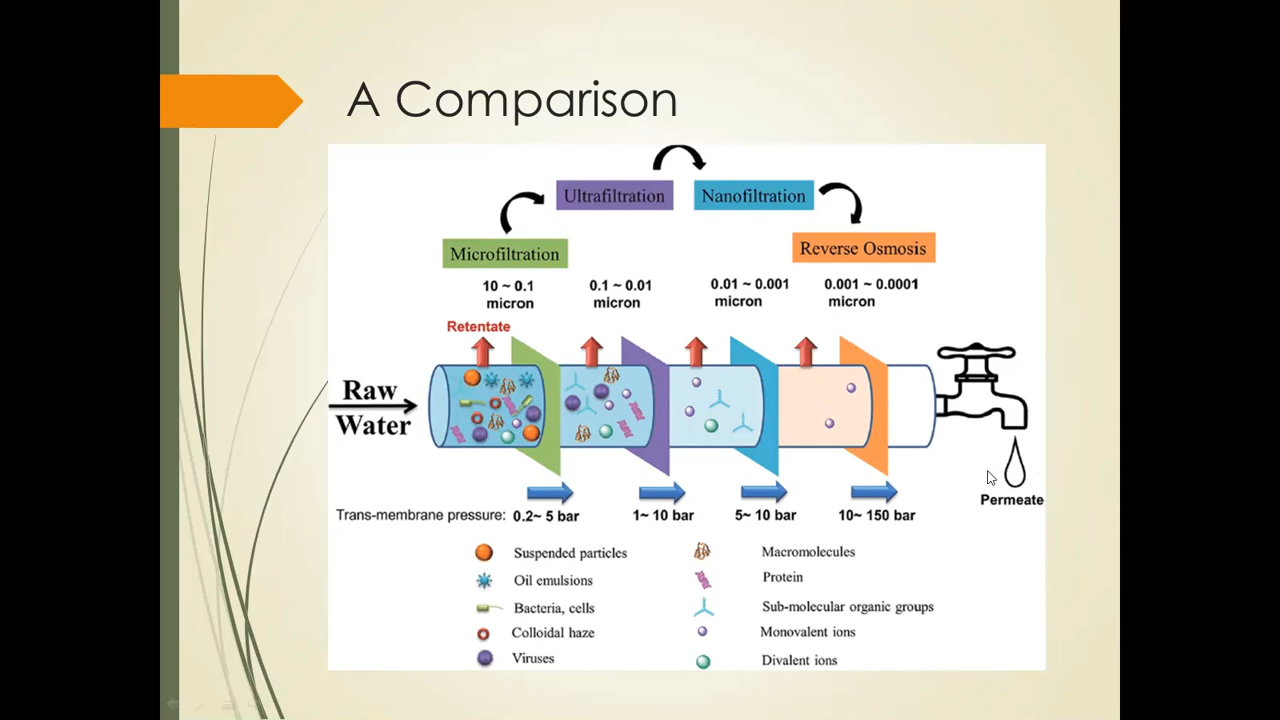 A Comparison
Ultrafiltration
Nanofiltration
Microfiltration
Reverse Osmosis
10 ~ 0.1
micron
0.1 ~ 0.01
micron
0.01 ~ 0.001
micron
0.001 ~ 0.0001
micron
Retentate
Raw
Water
Permeate
Trans-membrane pressure: 0.2~ 5 bar 1~ 10 bar 5~ 10 bar 10~ 150 bar
Suspended particles
Oil emulsions
Bacteria, cells
Colloidal haze
Viruses
Macromolecules
Protein
Sub-molecular organic groups
Monovalent ions
Divalent ions